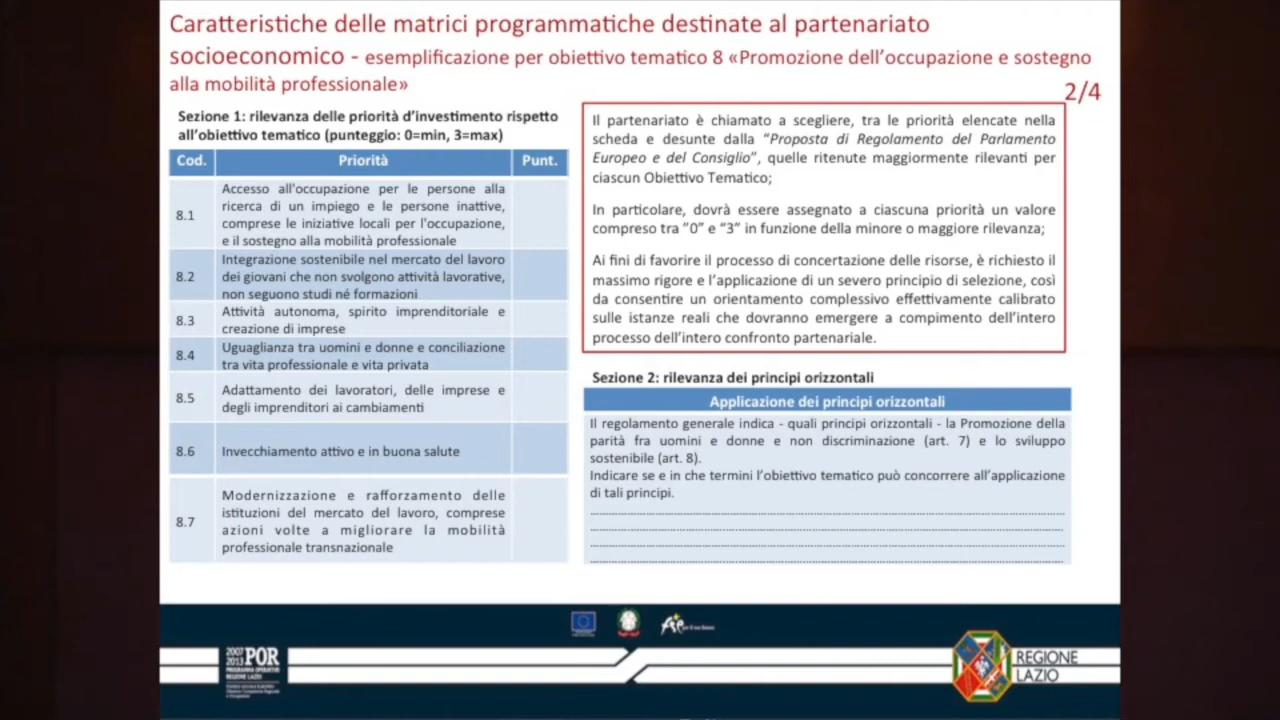 Caratteristiche delle matrici programmatiche destinate al partenariato
socioeconomico - esemplificazione per obiettivo tematico 8 «Promozione dell'occupazione e sostegno
alla mobilità professionale»
2/4
Sezione 1: rilevanza delle priorità d'investimento rispetto
all'obiettivo tematico (punteggio: 0=min, 3=max)
Cod. Priorità Punt.
8.1
Accesso all'occupazione per le persone alla
ricerca di un impiego e le persone inattive,
comprese le iniziative locali per l'occupazione,
e il sostegno alla mobilità professionale
8.2
Integrazione sostenibile nel mercato del lavoro
dei giovani che non svolgono attività lavorative,
non seguono studi né formazioni
8.3
Attività autonoma, spirito imprenditoriale e
creazione di imprese
8.4
Uguaglianza tra uomini e donne e conciliazione
tra vita professionale e vita privata
8.5
Adattamento dei lavoratori, delle imprese e
degli imprenditori ai cambiamenti
8.6
Invecchiamento attivo e in buona salute
8.7
Modernizzazione e rafforzamento delle
istituzioni del mercato del lavoro, comprese
azioni volte a migliorare la mobilità
professionale transnazionale
Il partenariato è chiamato a scegliere, tra le priorità elencate nella
scheda e desunte dalla "Proposta di Regolamento del Parlamento
Europeo e del Consiglio", quelle ritenute maggiormente rilevanti per
ciascun Obiettivo Tematico;
In particolare, dovrà essere assegnato a ciascuna priorità un valore
compreso tra "0" e "3" in funzione della minore o maggiore rilevanza;
Ai fini di favorire il processo di concertazione delle risorse, è richiesto il
massimo rigore e l'applicazione di un severo principio di selezione, così
da consentire un orientamento complessivo effettivamente calibrato
sulle istanze reali che dovranno emergere a compimento dell'intero
processo dell'intero confronto partenariale.
Sezione 2: rilevanza dei principi orizzontali
Applicazione dei principi orizzontali
Il regolamento generale indica - quali principi orizzontali - la Promozione della
parità fra uomini e donne e non discriminazione (art. 7) e lo sviluppo
sostenibile (art. 8).
Indicare se e in che termini l'obiettivo tematico può concorrere all'applicazione
di tali principi.
2007
2013 POR
PROGRAMMA OPERATIVO
REGIONE LAZIO
REGIONE
LAZIO